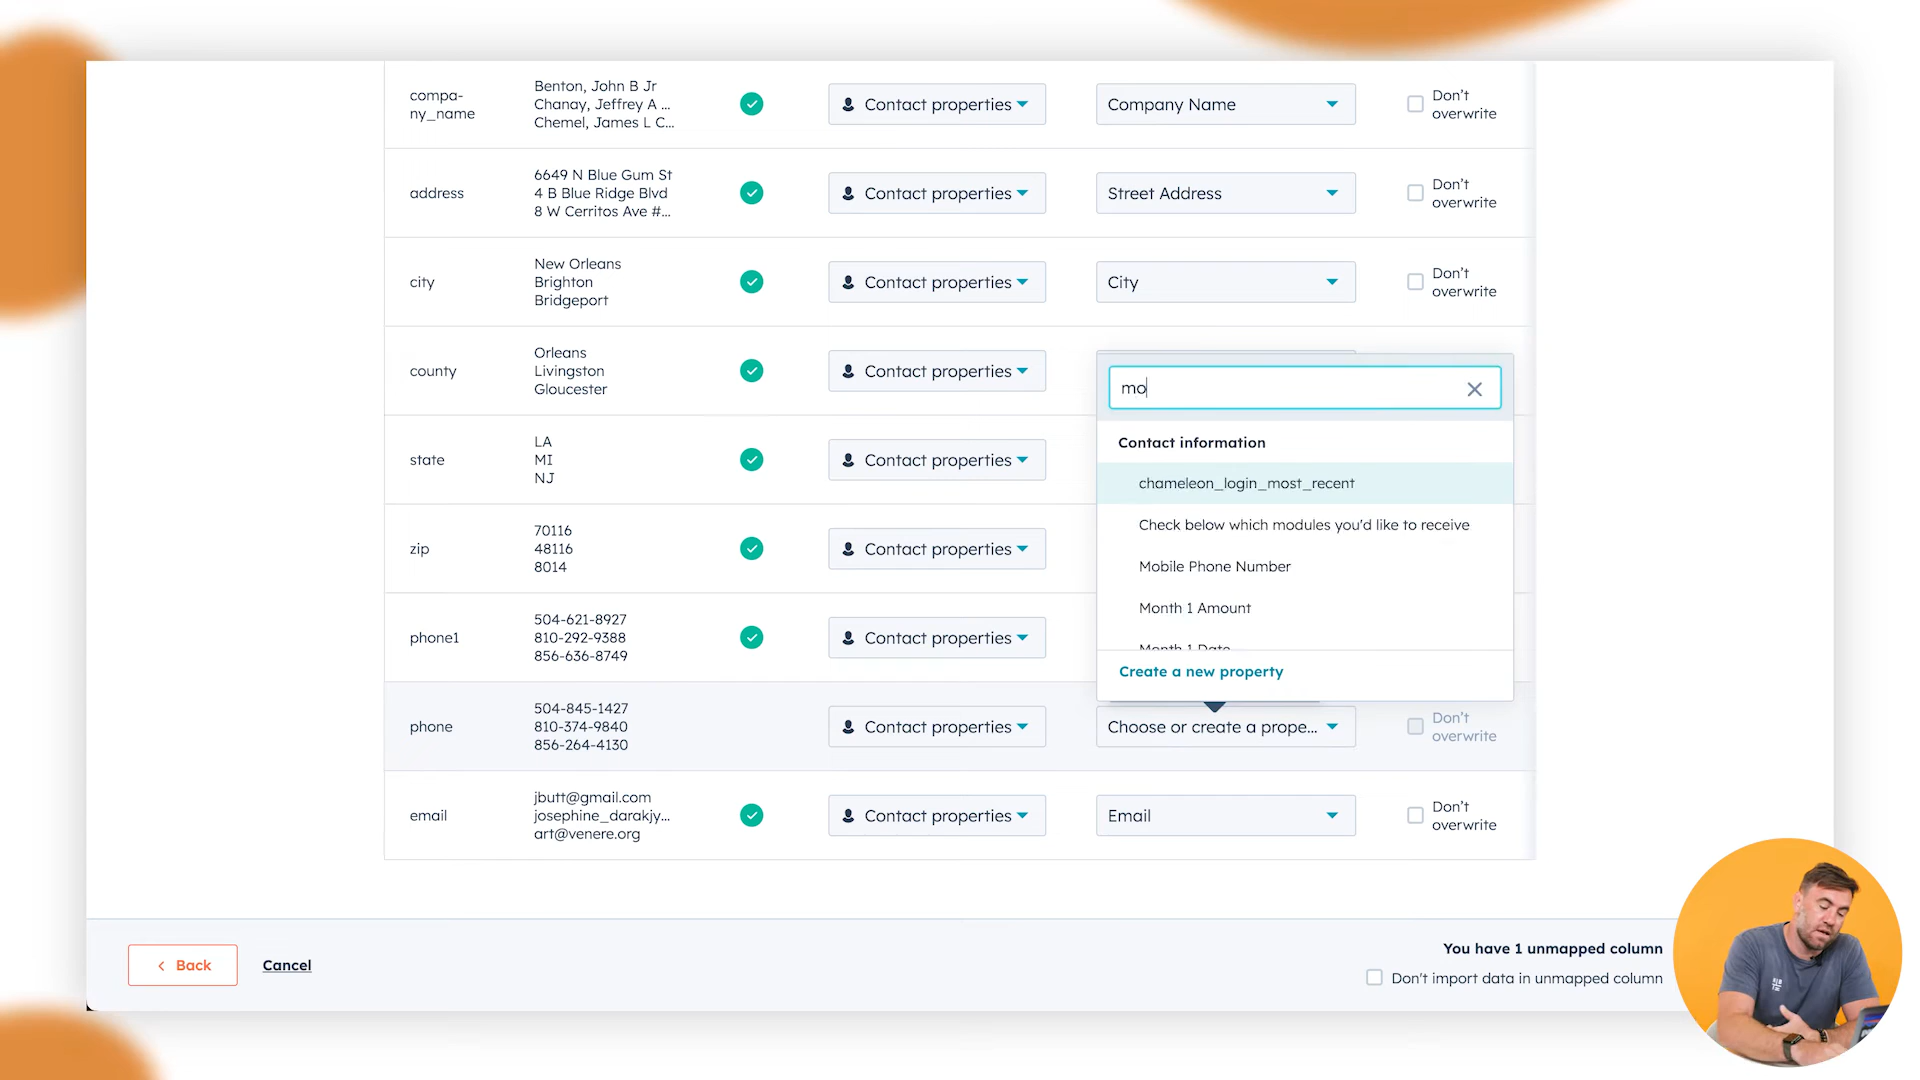 compa-
ny_name
Benton, John B Jr
Chanay, Jeffrey A ...
Chemel, James L C...
Contact properties
Company Name
Don't
overwrite
address
6649 N Blue Gum St
4 B Blue Ridge Blvd
8 W Cerritos Ave #...
Contact properties
Street Address
Don't
overwrite
city
New Orleans
Brighton
Bridgeport
Contact properties
City
Don't
overwrite
county
Orleans
Livingston
Gloucester
Contact properties
mo
Contact information
chameleon_login_most_recent
Check below which modules you'd like to receive
Mobile Phone Number
Month 1 Amount
Month 1 Date
Create a new property
state
LA
MI
NJ
Contact properties
zip
70116
48116
8014
Contact properties
phone1
504-621-8927
810-292-9388
856-636-8749
Contact properties
phone
504-845-1427
810-374-9840
856-264-4130
Contact properties
Choose or create a prope...
Don't
overwrite
email
jbutt@gmail.com
josephine_darakjy...
art@venere.org
Contact properties
Email
Don't
overwrite
Back
Cancel
You have 1 unmapped column
Don't import data in unmapped column